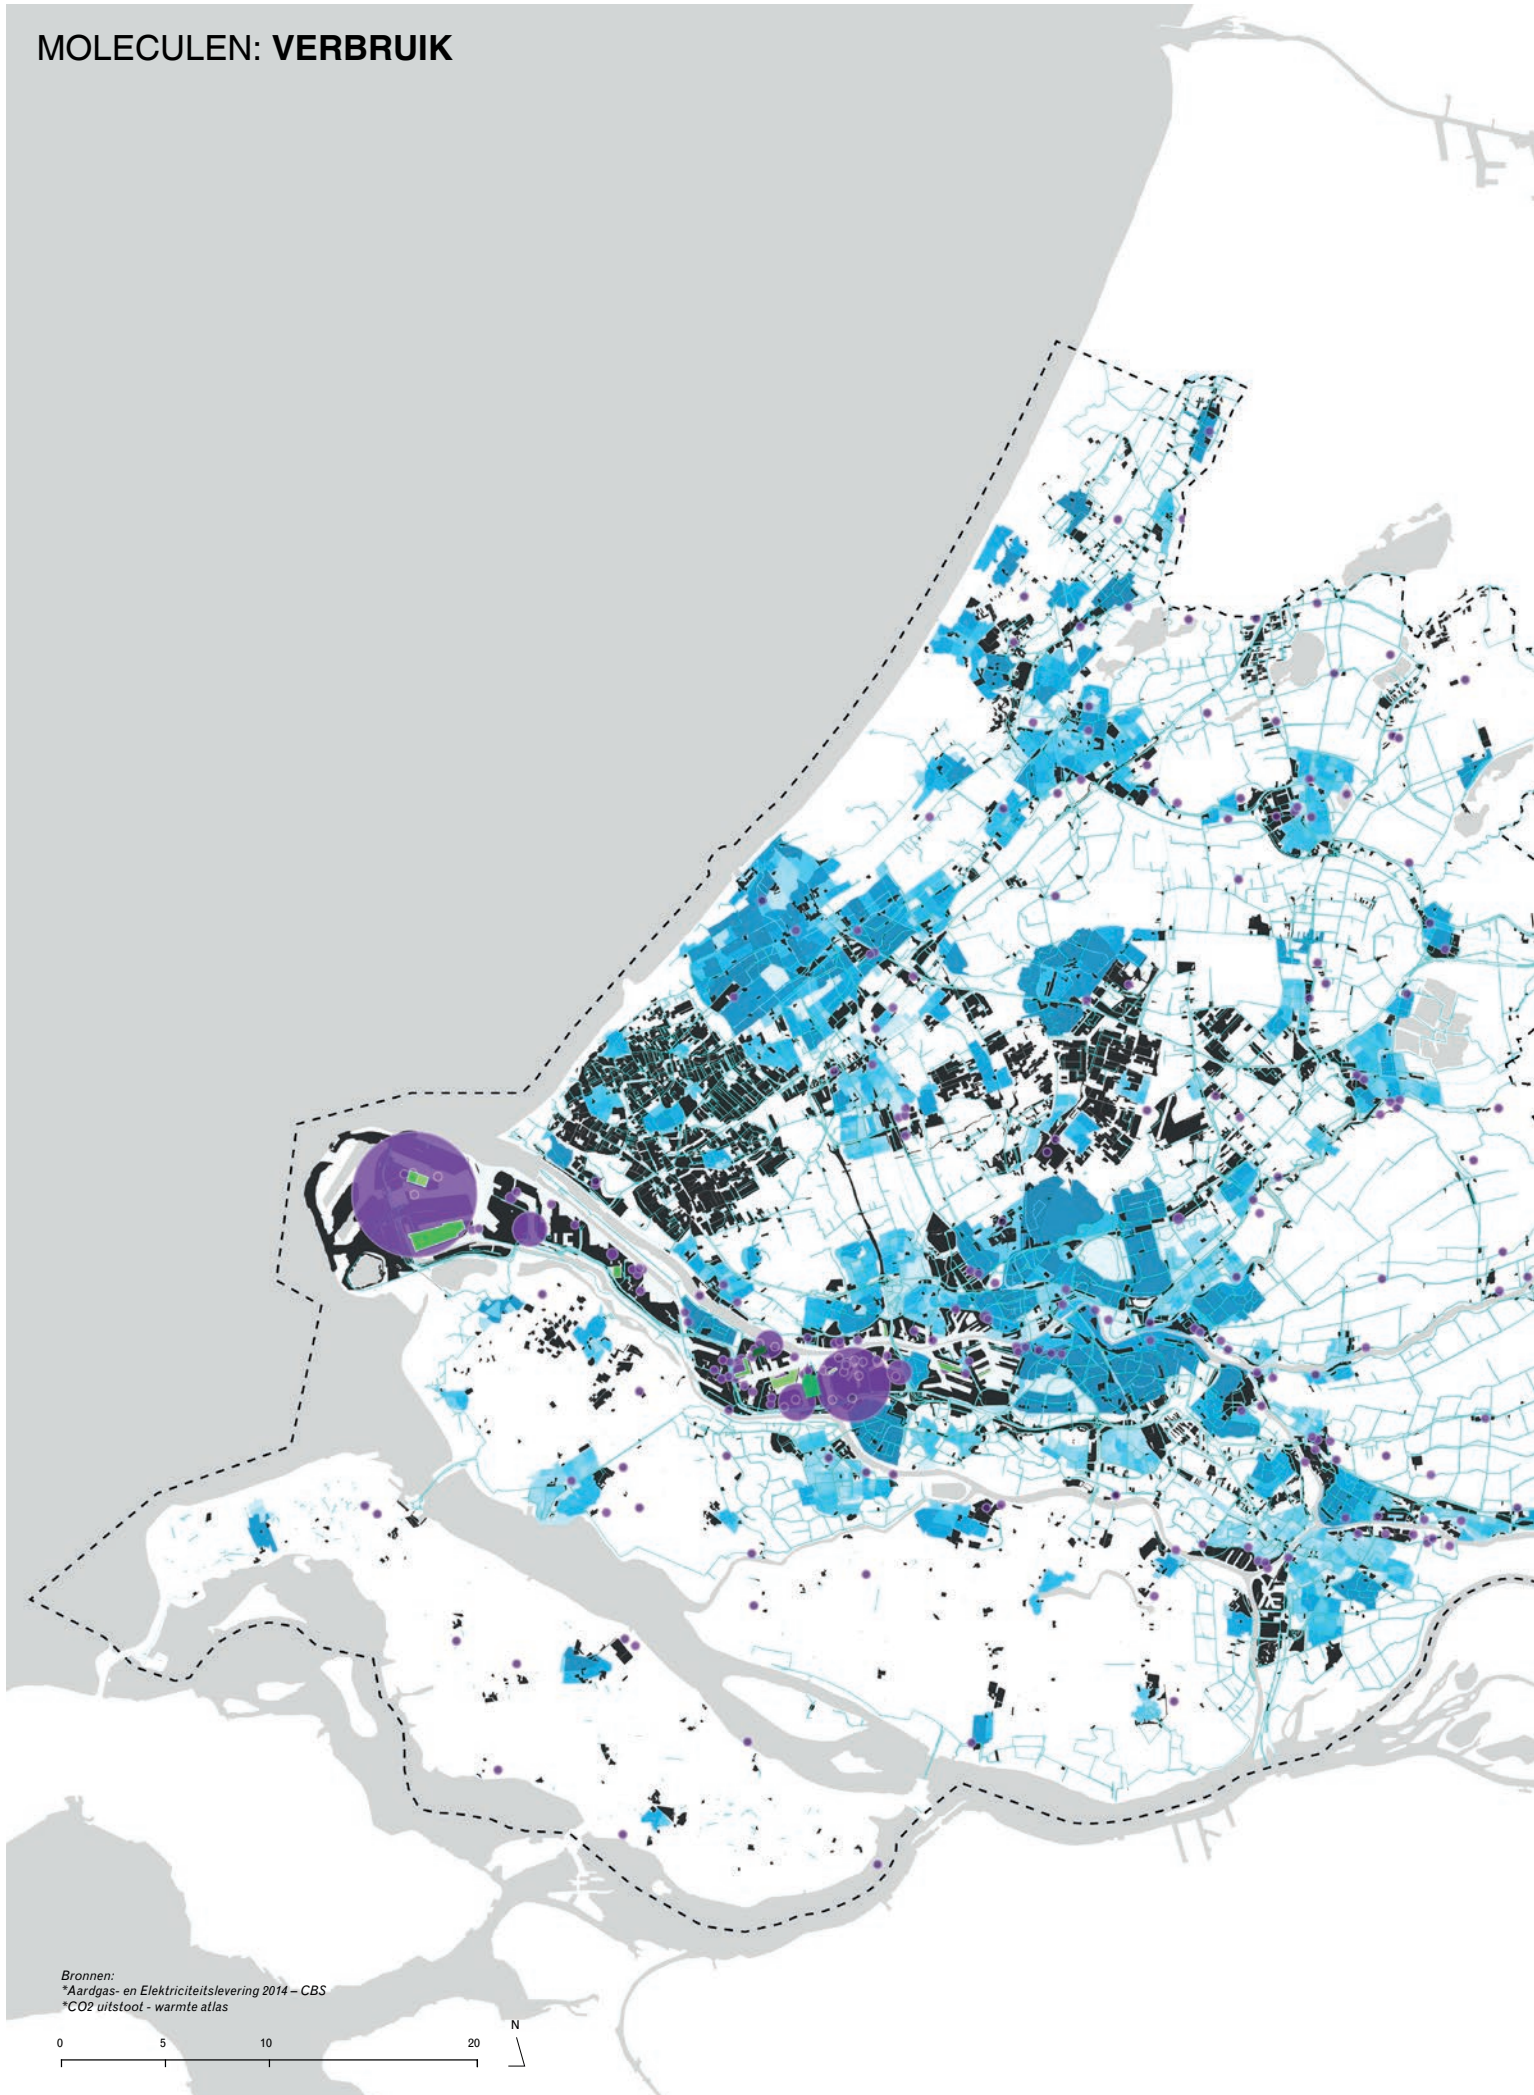 MOLECULEN: VERBRUIK
Bronnen:
*Aardgas- en Elektriciteitslevering 2014 – CBS
*CO2 uitstoot - warmte atlas
0 5 10 20
N